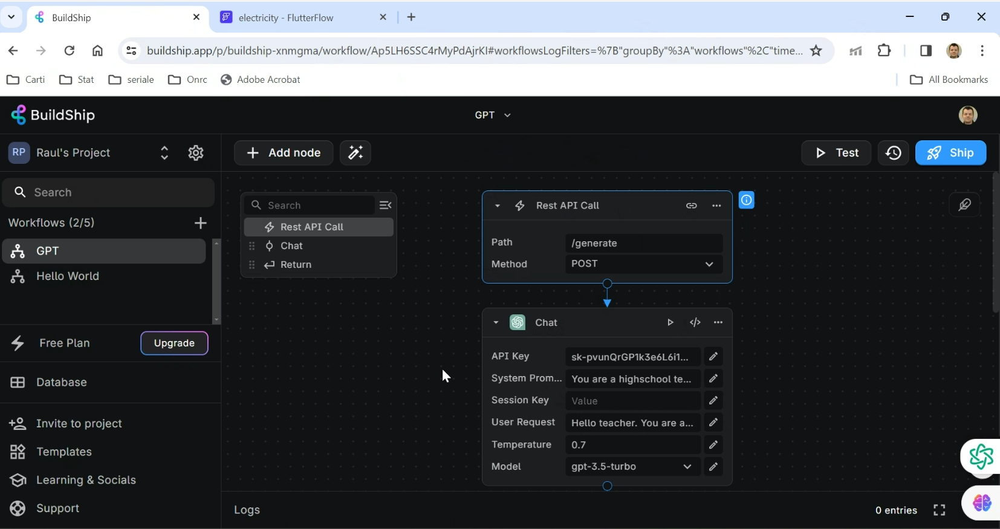 BuildShip
electricity - FlutterFlow
buildship.app/p/buildship-xnmgma/workflow/Ap5LH6SSC4rMyPdAjrKI#workflowsLogFilters=%7B"groupBy"%3A"workflows"%2C"time...
Carti Stat seriale Onrc Adobe Acrobat All Bookmarks
BuildShip
GPT
RP Raul's Project
Add node
Test
Ship
Search
Workflows (2/5)
GPT
Hello World
Free Plan Upgrade
Database
Invite to project
Templates
Learning & Socials
Support
Search
Rest API Call
Chat
Return
Rest API Call
Path /generate
Method POST
Chat
API Key sk-pvunQrGP1k3e6L6i1...
System Prom... You are a highschool te...
Session Key Value
User Request Hello teacher. You are a...
Temperature 0.7
Model gpt-3.5-turbo
Logs
0 entries